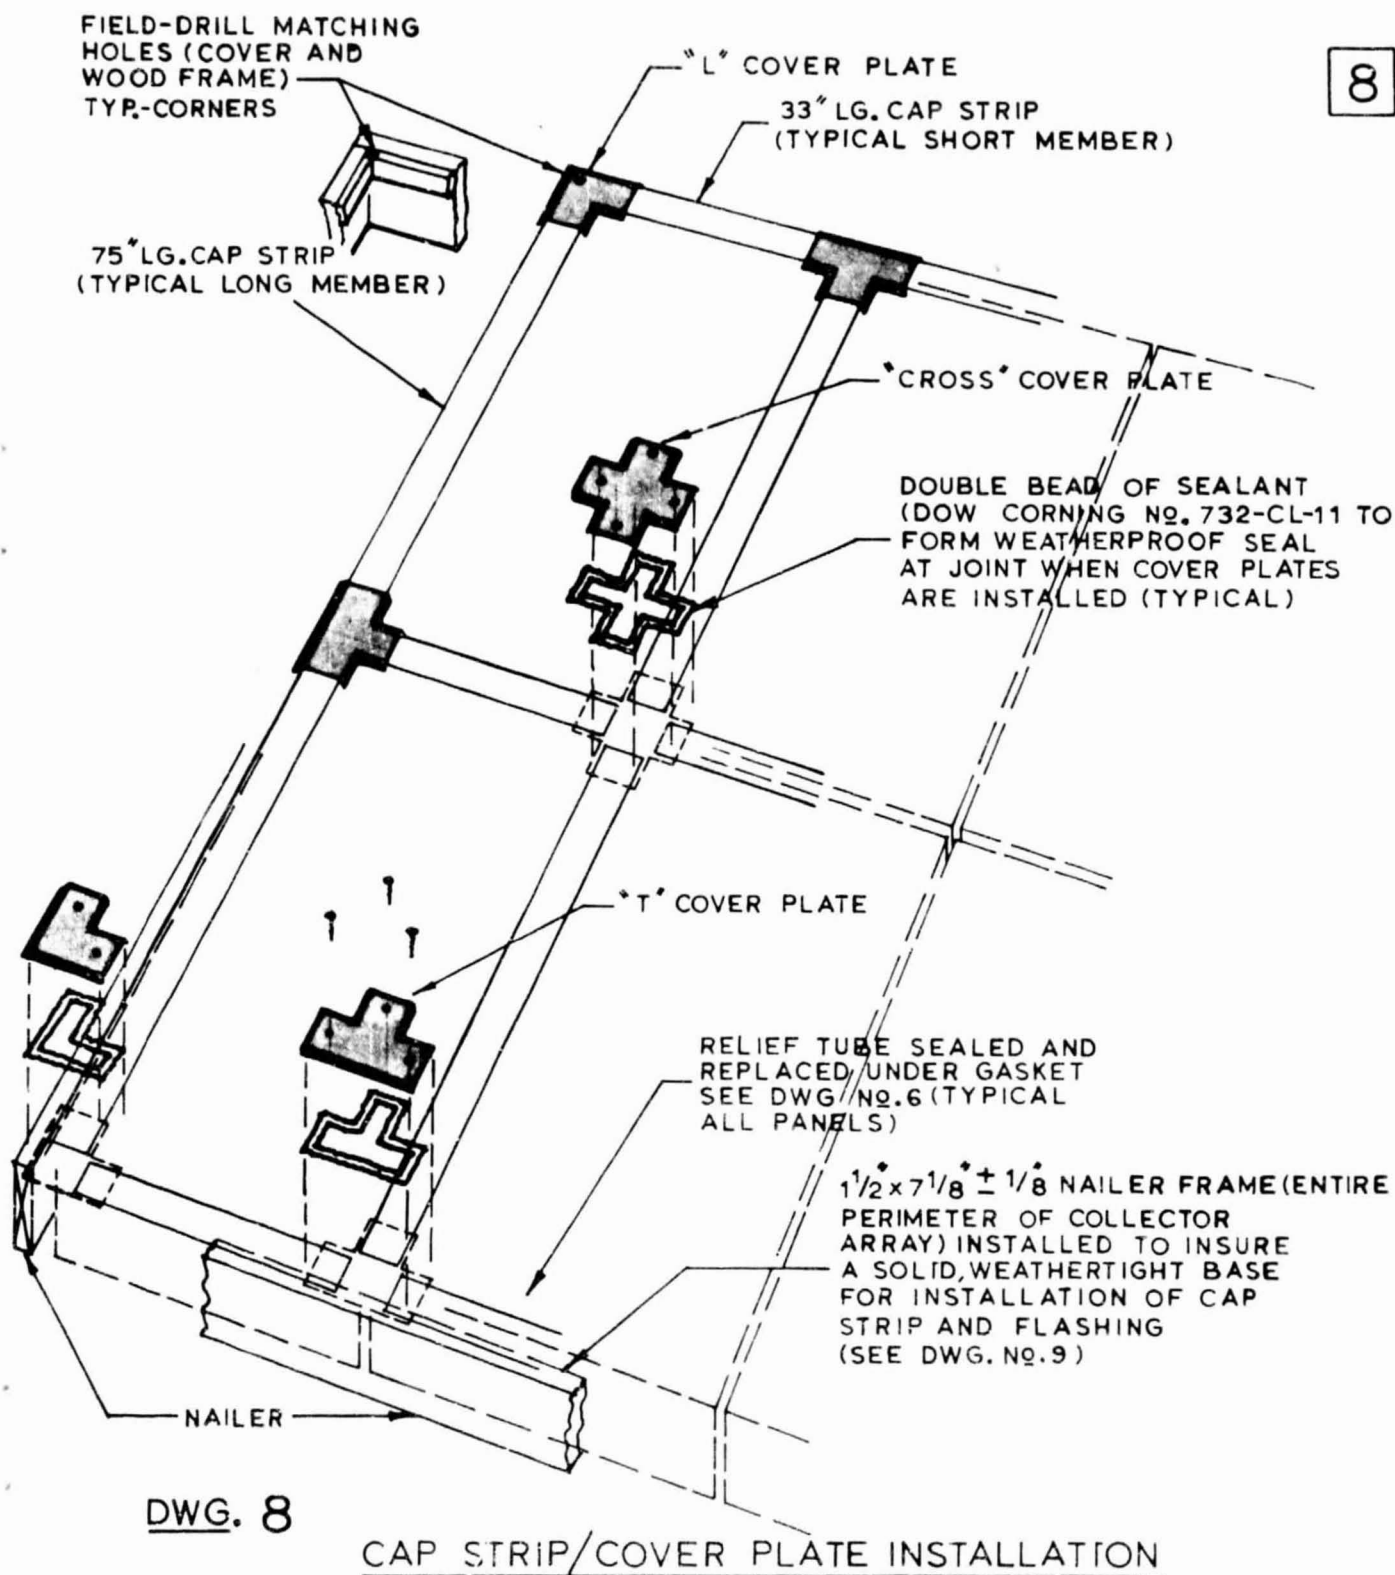 FIELD-DRILL MATCHING
HOLES (COVER AND
WOOD FRAME)
TYP.-CORNERS
"L" COVER PLATE
33" LG. CAP STRIP
(TYPICAL SHORT MEMBER)
8
75" LG. CAP STRIP
(TYPICAL LONG MEMBER)
"CROSS" COVER PLATE
DOUBLE BEAD OF SEALANT
(DOW CORNING No. 732-CL-11 TO
FORM WEATHERPROOF SEAL
AT JOINT WHEN COVER PLATES
ARE INSTALLED (TYPICAL)
"T" COVER PLATE
RELIEF TUBE SEALED AND
REPLACED UNDER GASKET
SEE DWG No. 6 (TYPICAL
ALL PANELS)
1 1/2" x 7 1/8" ± 1/8" NAILER FRAME (ENTIRE
PERIMETER OF COLLECTOR
ARRAY) INSTALLED TO INSURE
A SOLID, WEATHERTIGHT BASE
FOR INSTALLATION OF CAP
STRIP AND FLASHING
(SEE DWG. No. 9)
NAILER
DWG. 8
CAP STRIP/COVER PLATE INSTALLATION